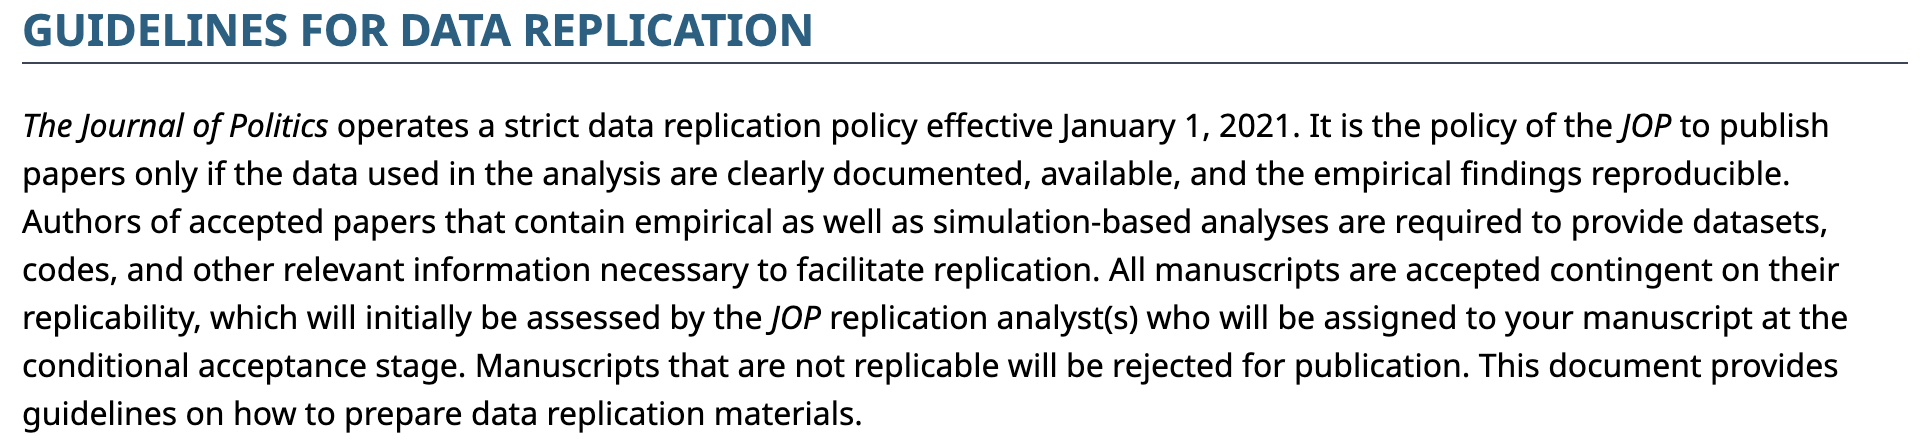 GUIDELINES FOR DATA REPLICATION
The Journal of Politics operates a strict data replication policy effective January 1, 2021. It is the policy of the JOP to publish
papers only if the data used in the analysis are clearly documented, available, and the empirical findings reproducible.
Authors of accepted papers that contain empirical as well as simulation-based analyses are required to provide datasets,
codes, and other relevant information necessary to facilitate replication. All manuscripts are accepted contingent on their
replicability, which will initially be assessed by the JOP replication analyst(s) who will be assigned to your manuscript at the
conditional acceptance stage. Manuscripts that are not replicable will be rejected for publication. This document provides
guidelines on how to prepare data replication materials.